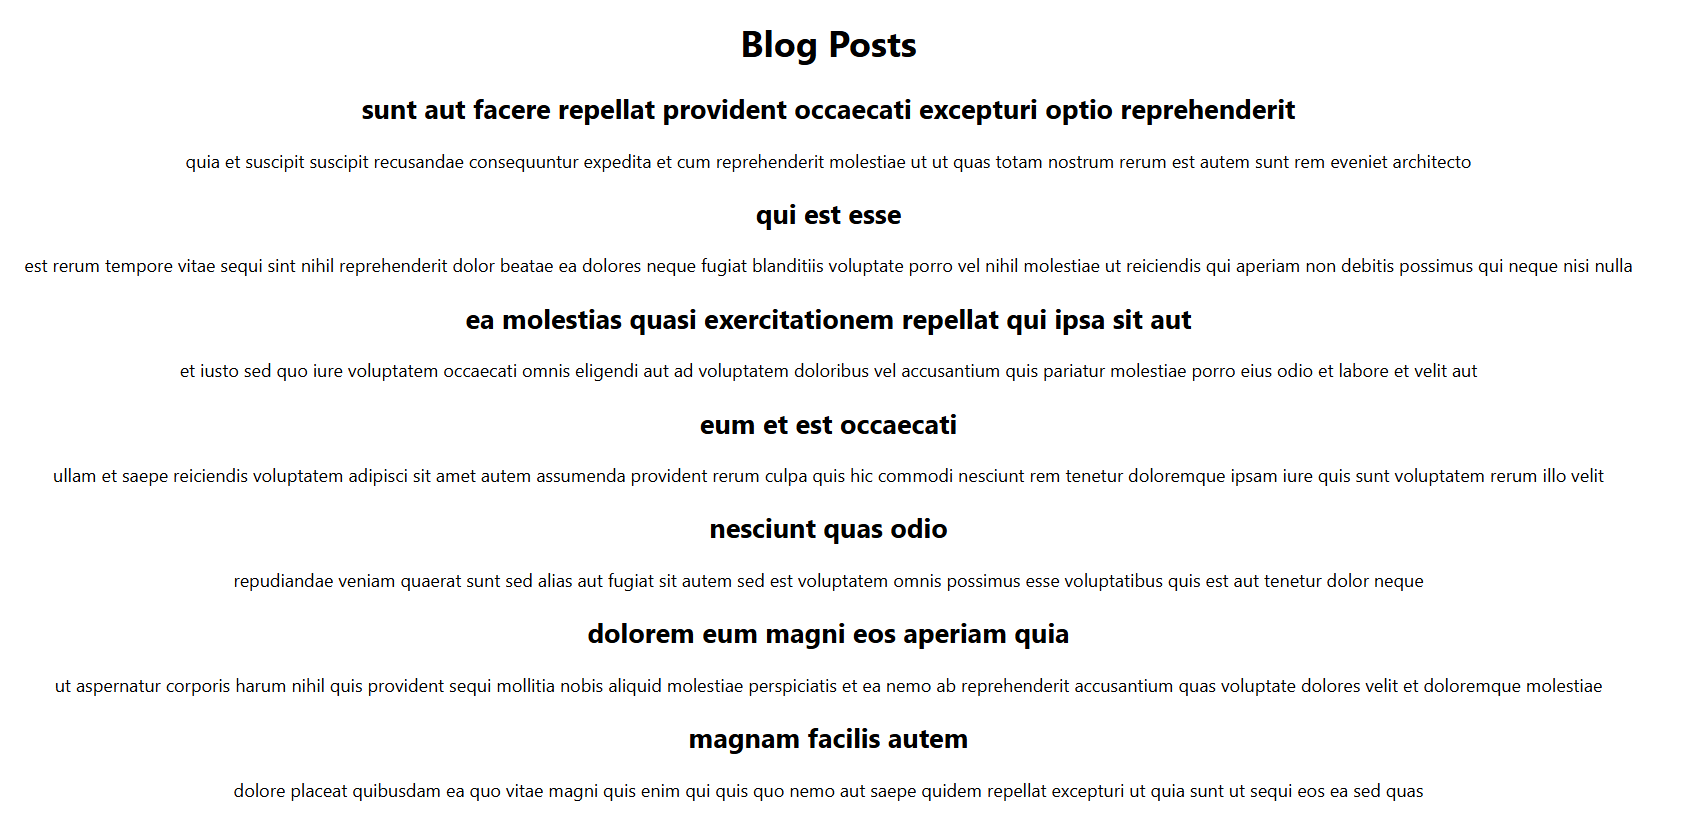 Blog Posts
sunt aut facere repellat provident occaecati excepturi optio reprehenderit
quia et suscipit suscipit recusandae consequuntur expedita et cum reprehenderit molestiae ut ut quas totam nostrum rerum est autem sunt rem eveniet architecto
qui est esse
est rerum tempore vitae sequi sint nihil reprehenderit dolor beatae ea dolores neque fugiat blanditiis voluptate porro vel nihil molestiae ut reiciendis qui aperiam non debitis possimus qui neque nisi nulla
ea molestias quasi exercitationem repellat qui ipsa sit aut
et iusto sed quo iure voluptatem occaecati omnis eligendi aut ad voluptatem doloribus vel accusantium quis pariatur molestiae porro eius odio et labore et velit aut
eum et est occaecati
ullam et saepe reiciendis voluptatem adipisci sit amet autem assumenda provident rerum culpa quis hic commodi nesciunt rem tenetur doloremque ipsam iure quis sunt voluptatem rerum illo velit
nesciunt quas odio
repudiandae veniam quaerat sunt sed alias aut fugiat sit autem sed est voluptatem omnis possimus esse voluptatibus quis est aut tenetur dolor neque
dolorem eum magni eos aperiam quia
ut aspernatur corporis harum nihil quis provident sequi mollitia nobis aliquid molestiae perspiciatis et ea nemo ab reprehenderit accusantium quas voluptate dolores velit et doloremque molestiae
magnam facilis autem
dolore placeat quibusdam ea quo vitae magni quis enim qui quis quo nemo aut saepe quidem repellat excepturi ut quia sunt ut sequi eos ea sed quas